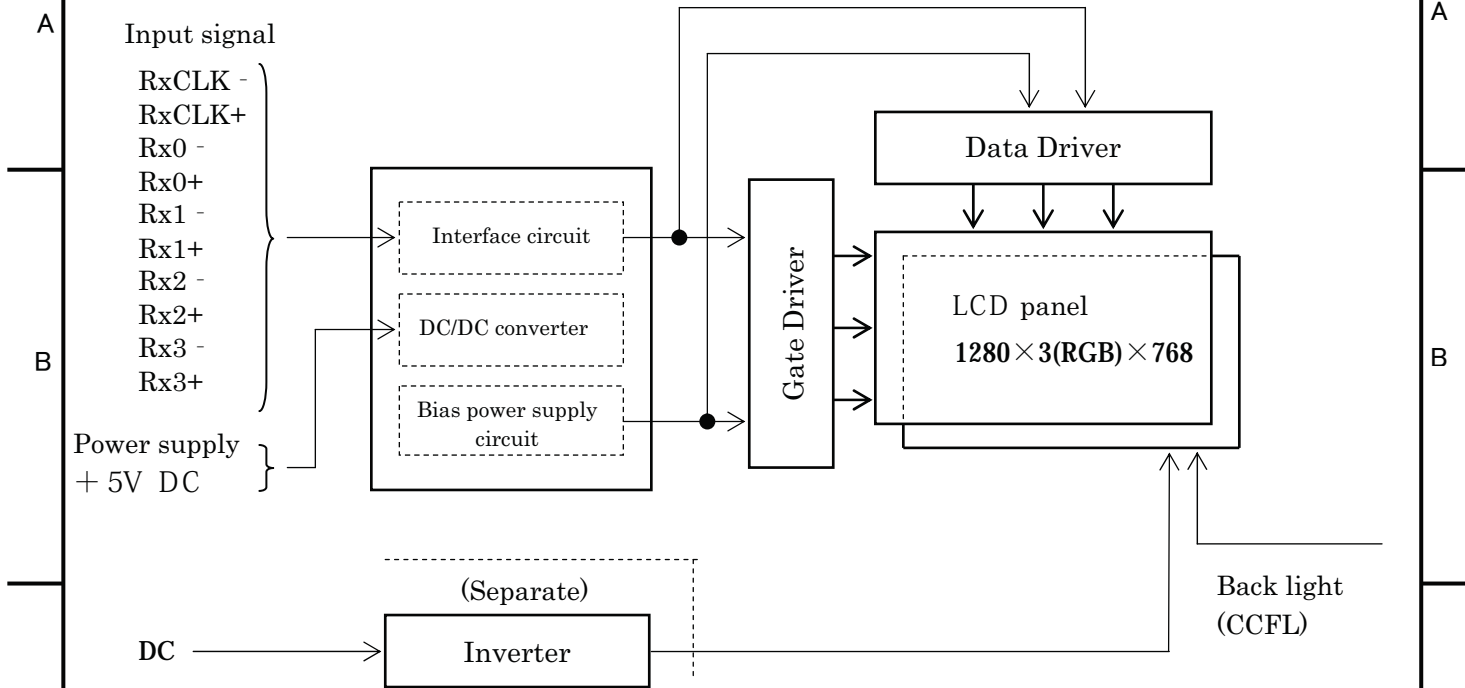 A
A
Input signal
RxCLK -
RxCLK+
Rx0 -
Rx0+
Rx1 -
Rx1+
Rx2 -
Rx2+
Rx3 -
Rx3+
Power supply
+ 5V DC
B
B
Interface circuit
DC/DC converter
Bias power supply
circuit
Gate Driver
Data Driver
LCD panel
1280×3(RGB)×768
(Separate)
DC
Inverter
Back light
(CCFL)